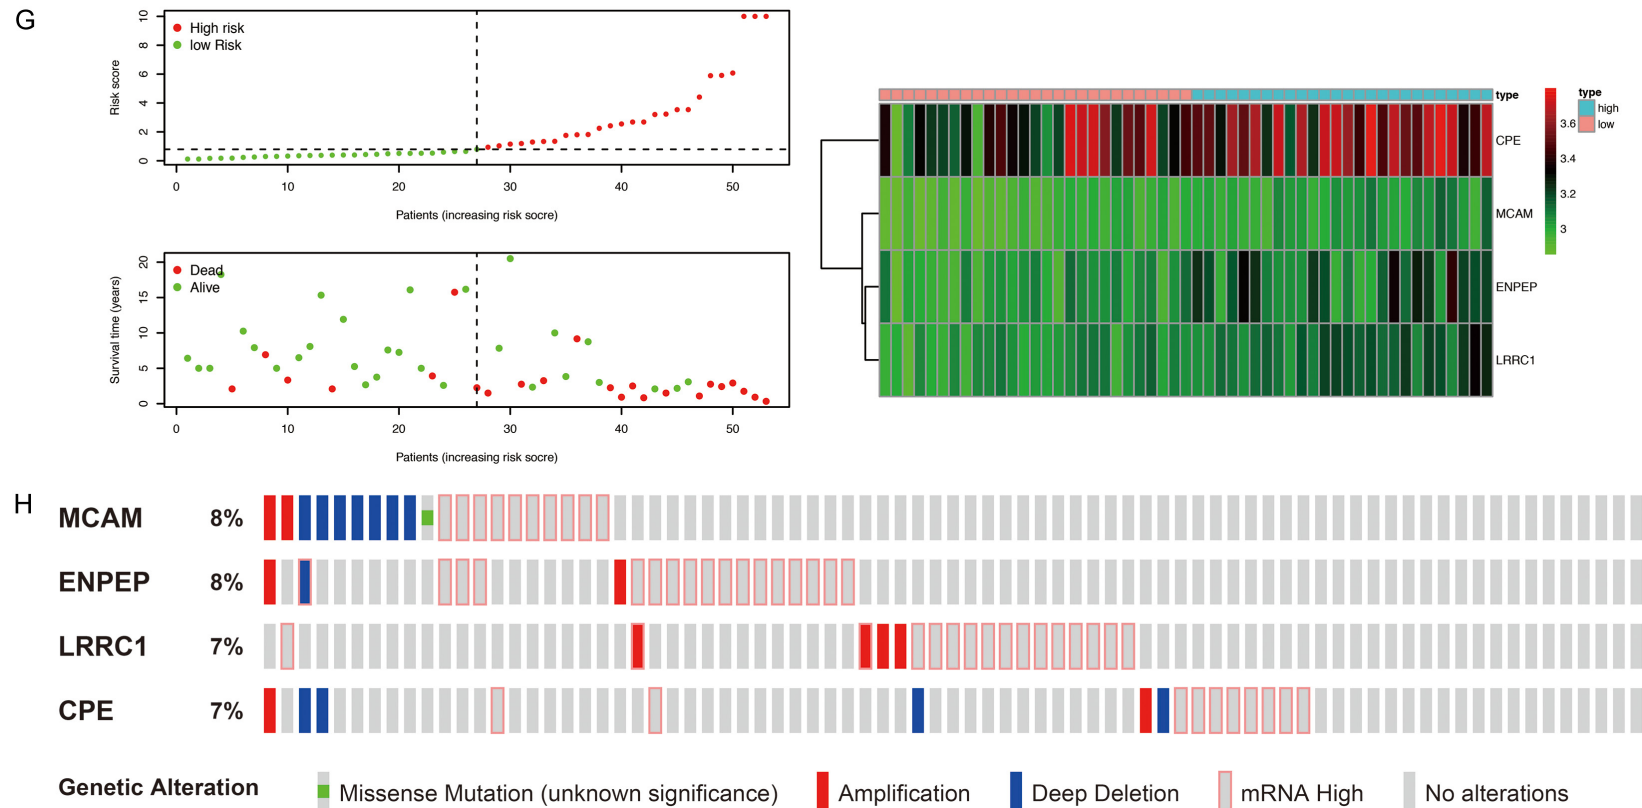 G
Risk score
10
8
6
4
2
0
High risk
low Risk
0 10 20 30 40 50
Patients (increasing risk socre)
Survival time (years)
20
15
10
5
0
Dead
Alive
0 10 20 30 40 50
Patients (increasing risk socre)
type
CPE
MCAM
ENPEP
LRRC1
3.6
3.4
3.2
3
type
high
low
H
MCAM 8%
ENPEP 8%
LRRC1 7%
CPE 7%
Genetic Alteration Missense Mutation (unknown significance) Amplification Deep Deletion mRNA High No alterations